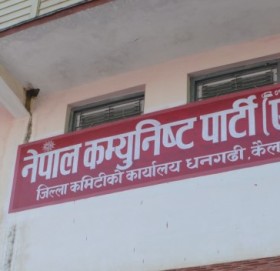 नेपाल कम्युनिष्ट पार्टी
जिल्ला कमिटीको कार्यालय धनगढी,